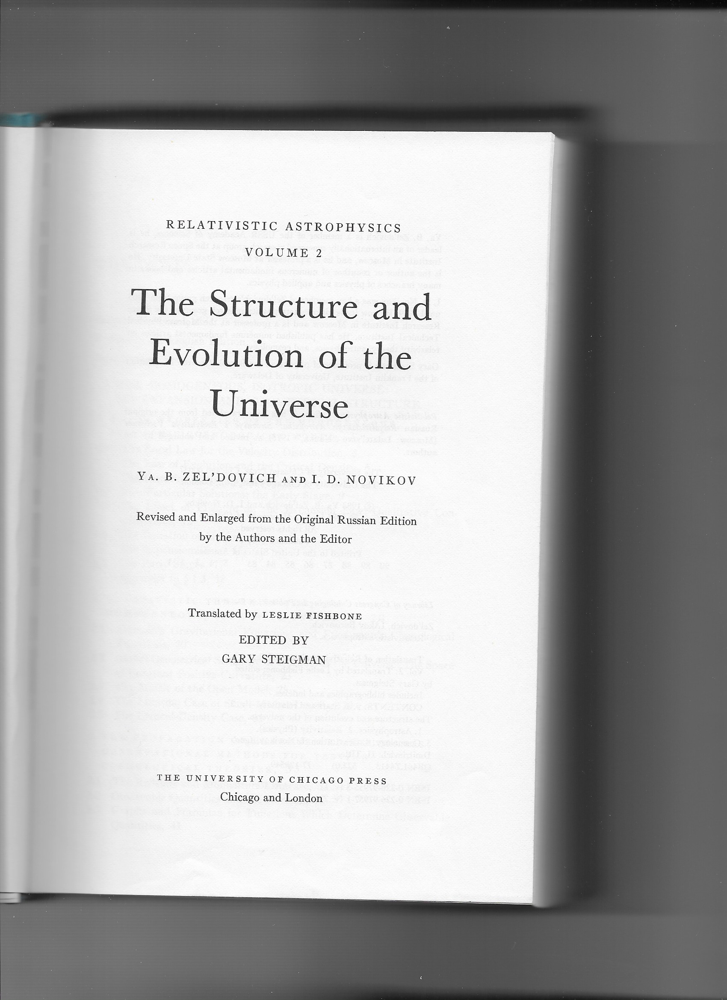 RELATIVISTIC ASTROPHYSICS
VOLUME 2
The Structure and
Evolution of the
Universe
YA. B. ZEL'DOVICH AND I. D. NOVIKOV
Revised and Enlarged from the Original Russian Edition
by the Authors and the Editor
Translated by LESLIE FISHBONE
EDITED BY
GARY STEIGMAN
THE UNIVERSITY OF CHICAGO PRESS
Chicago and London